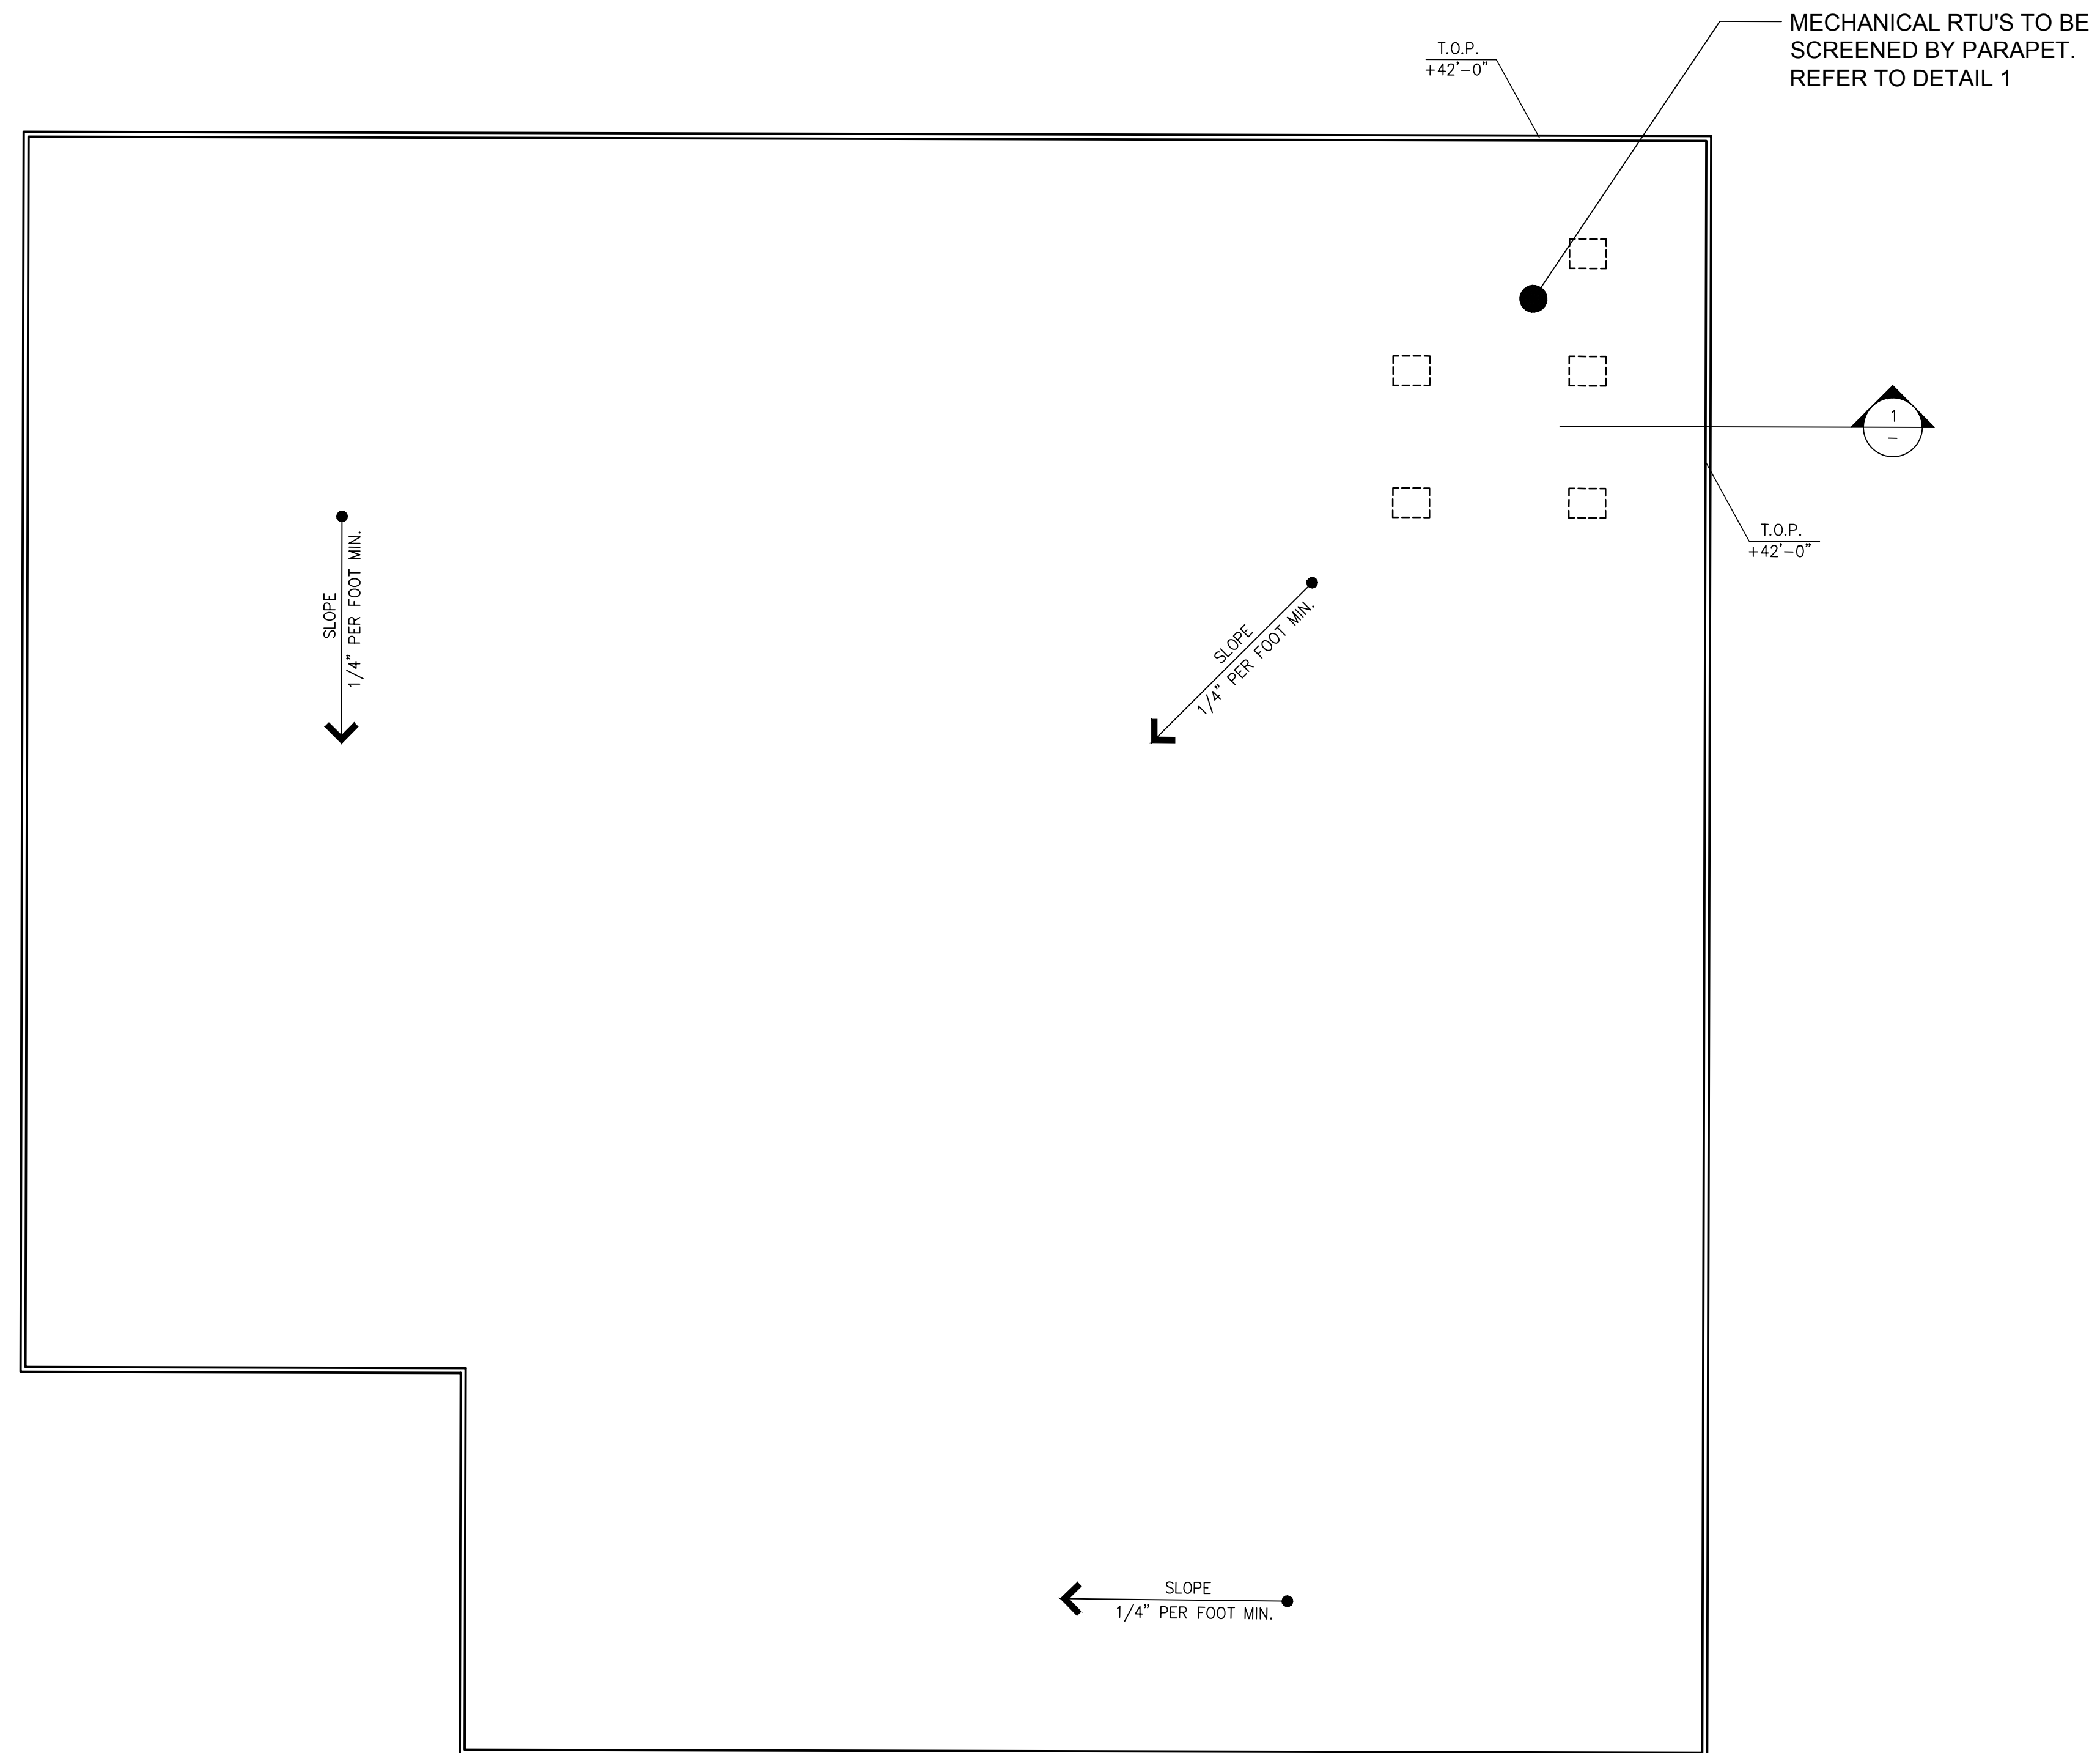 MECHANICAL RTU'S TO BE
SCREENED BY PARAPET.
REFER TO DETAIL 1
T.O.P.
+42'-0"
1
-
T.O.P.
+42'-0"
SLOPE
1/4" PER FOOT MIN.
SLOPE
1/4" PER FOOT MIN.
SLOPE
1/4" PER FOOT MIN.